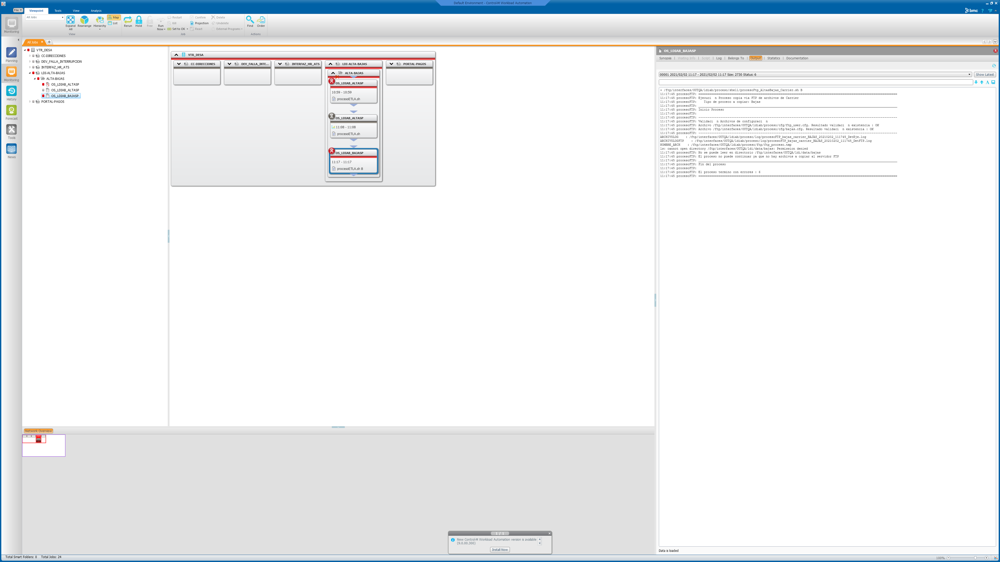 Default Environment - Control-M Workload Automation
File
Viewpoint
Tools
View
Analysis
bmc
Monitoring
All Jobs
Expand All
Rearrange
Hierarchy
Map
List
View
Rerun
Hold
Free
Run Now
Restart
Kill
Set to OK
Confirm
Projection
React
Delete
Undelete
External Programs
Job
Find
Order
Actions
All Jobs
Planning
Monitoring
History
Forecast
Tools
News
VTR_DESA
CC-DIRECCIONES
DEV_FALLA_INTERRUPCION
INTERFAZ_HR_ATS
LDI-ALTA-BAJAS
ALTA-BAJAS
OS_LDIAB_ALTASP
OS_LDIAB_ALTASP
OS_LDIAB_BAJASP
PORTAL-PAGOS
VTR_DESA
CC-DIRECCIONES
DEV_FALLA_INTE...
INTERFAZ_HR_ATS
LDI-ALTA-BAJAS
PORTAL-PAGOS
ALTA-BAJAS
OS_LDIAB_ALTASP
10:59 - 10:59
procesoETLA.sh
OS_LDIAB_ALTASP
11:08 - 11:08
procesoETLA.sh
OS_LDIAB_BAJASP
11:17 - 11:17
procesoETLA.sh B
OS_LDIAB_BAJASP
Synopsis | Waiting Info | Script | Log | Belongs To | Output | Statistics | Documentation
00001 2021/02/02 11:17 - 2021/02/02 11:17 Size: 2730 Status: 6
Show Latest
+ /ftp/interfaces/OUTQA/ldiab/proceso/shell/procesoFtp_AltasBajas_Carrier.sh B
11:17:45 procesoFTP: ==========
11:17:45 procesoFTP: Ejecuci  n Proceso copia via FTP de archivos de Carrier
11:17:45 procesoFTP:    Tipo de proceco a copiar: Bajas
11:17:45 procesoFTP: __________
11:17:45 procesoFTP: Inicio Proceso
11:17:45 procesoFTP:
11:17:45 procesoFTP: ----------
11:17:45 procesoFTP: Validaci  n Archivos de configuraci  n
11:17:45 procesoFTP: Archivo /ftp/interfaces/OUTQA/ldiab/proceso/cfg/ftp_user.cfg. Resultado validaci  n existencia : OK
11:17:45 procesoFTP: Archivo /ftp/interfaces/OUTQA/ldiab/proceso/cfg/bajas.cfg. Resultado validaci  n existencia : OK
11:17:45 procesoFTP: ----------
ARCHIVOLOG    : /ftp/interfaces/OUTQA/ldiab/proceso/log/procesoFTP_bajas_carrier_BAJAS_20210202_111745_DetEje.log
ARCHIVOLOGFTP    : /ftp/interfaces/OUTQA/ldiab/proceso/log/procesoFTP_bajas_carrier_BAJAS_20210202_111745_DetFTP.log
NOMBRE_ARCH    : /ftp/interfaces/OUTQA/ldiab/proceso/ftp/ftp_proceso.tmp
ls: cannot open directory /ftp/interfaces/OUTQA/ldi/data/bajas: Permission denied
11:17:45 procesoFTP: No se puede leer en directorio /ftp/interfaces/OUTQA/ldi/data/bajas
11:17:45 procesoFTP: El proceso no puede continuar ya que no hay archivos a copiar al servidor FTP
11:17:45 procesoFTP: __________
11:17:45 procesoFTP: Fin del proceso
11:17:45 procesoFTP:
11:17:45 procesoFTP: El proceso termino con errores : 6
11:17:45 procesoFTP: ==========
Network Overview
1 / 1
New Control-M Workload Automation version is available
(9.0.00.300)
Install Now
Data is loaded
Total Smart Folders: 0 Total Jobs: 24
100%